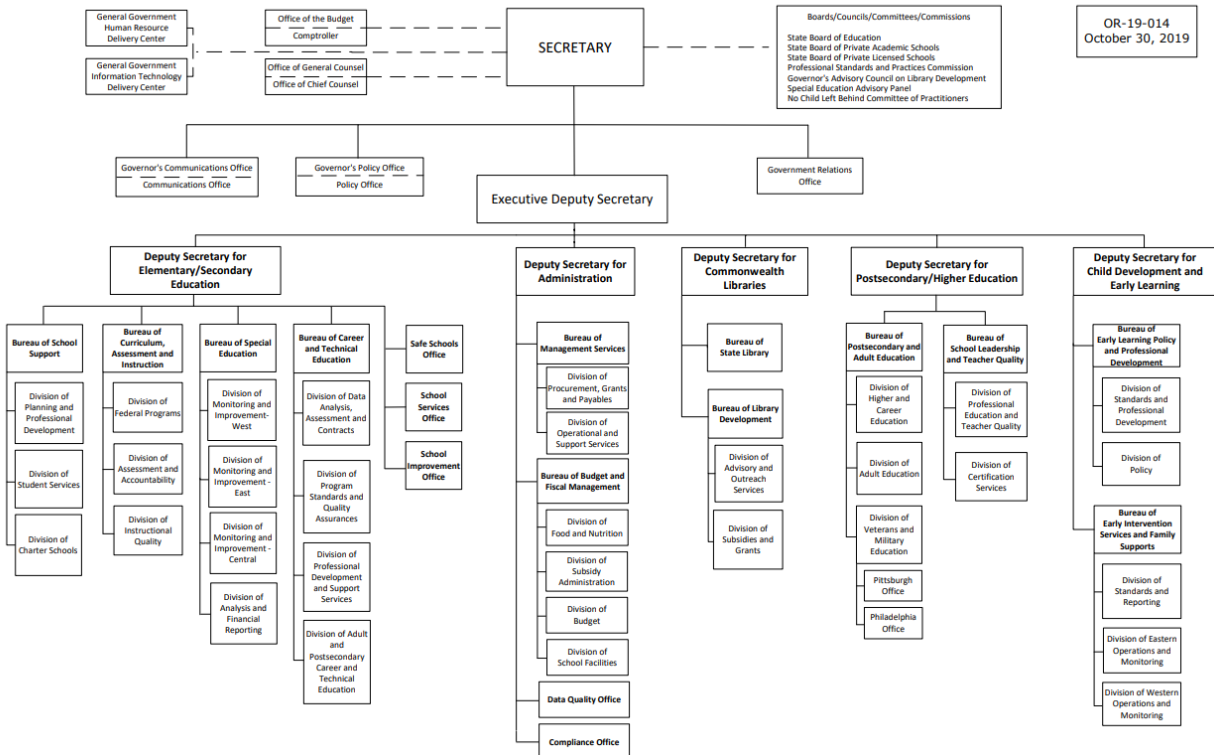 General Government
Human Resource
Delivery Center
General Government
Information Technology
Delivery Center
Office of the Budget
Comptroller
Office of General Counsel
Office of Chief Counsel
SECRETARY
Boards/Councils/Committees/Commissions
State Board of Education
State Board of Private Academic Schools
State Board of Private Licensed Schools
Professional Standards and Practices Commission
Governor's Advisory Council on Library Development
Special Education Advisory Panel
No Child Left Behind Committee of Practitioners
OR-19-014
October 30, 2019
Governor's Communications Office
Communications Office
Governor's Policy Office
Policy Office
Government Relations
Office
Executive Deputy Secretary
Deputy Secretary for
Elementary/Secondary
Education
Bureau of School
Support
Division of
Planning and
Professional
Development
Division of
Student Services
Division of
Charter Schools
Bureau of
Curriculum,
Assessment and
Instruction
Division of
Federal Programs
Division of
Assessment and
Accountability
Division of
Instructional
Quality
Bureau of Special
Education
Division of
Monitoring and
Improvement-
West
Division of
Monitoring and
Improvement -
East
Division of
Monitoring and
Improvement -
Central
Division of
Analysis and
Financial
Reporting
Bureau of Career
and Technical
Education
Division of Data
Analysis,
Assessment and
Contracts
Division of
Program
Standards and
Quality
Assurances
Division of
Professional
Development
and Support
Services
Division of Adult
and
Postsecondary
Career and
Technical
Education
Safe Schools
Office
School
Services
Office
School
Improvement
Office
Deputy Secretary for
Administration
Bureau of
Management Services
Division of
Procurement, Grants
and Payables
Division of
Operational and
Support Services
Bureau of Budget and
Fiscal Management
Division of
Food and Nutrition
Division of
Subsidy
Administration
Division of
Budget
Division of
School Facilities
Data Quality Office
Compliance Office
Deputy Secretary for
Commonwealth
Libraries
Bureau of
State Library
Bureau of Library
Development
Division of
Advisory and
Outreach
Services
Division of
Subsidies and
Grants
Deputy Secretary for
Postsecondary/Higher Education
Bureau of
Postsecondary and
Adult Education
Division of
Higher and
Career
Education
Division of
Adult Education
Division of
Veterans and
Military
Education
Pittsburgh
Office
Philadelphia
Office
Bureau of
School Leadership
and Teacher Quality
Division of
Professional
Education and
Teacher Quality
Division of
Certification
Services
Deputy Secretary for
Child Development and
Early Learning
Bureau of
Early Learning Policy
and Professional
Development
Division of
Standards and
Professional
Development
Division of
Policy
Bureau of
Early Intervention
Services and Family
Supports
Division of
Standards and
Reporting
Division of Eastern
Operations and
Monitoring
Division of Western
Operations and
Monitoring